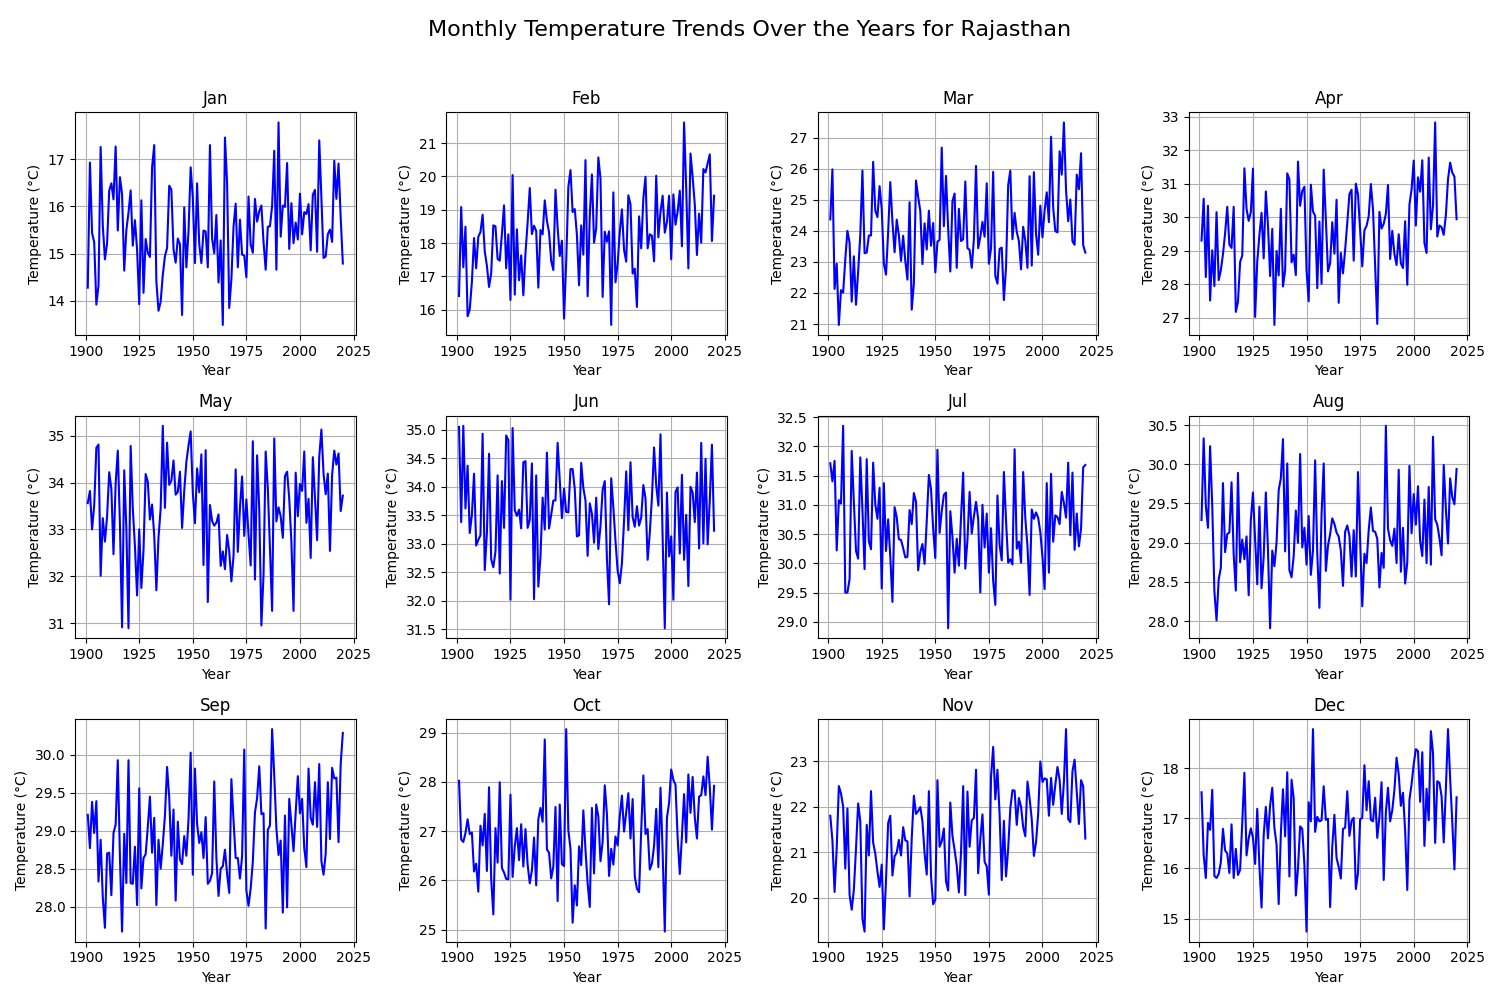 Monthly Temperature Trends Over the Years for Rajasthan
Jan
Temperature (°C)
17
16
15
14
1900 1925 1950 1975 2000 2025
Year
Feb
Temperature (°C)
21
20
19
18
17
16
1900 1925 1950 1975 2000 2025
Year
Mar
Temperature (°C)
27
26
25
24
23
22
21
1900 1925 1950 1975 2000 2025
Year
Apr
Temperature (°C)
33
32
31
30
29
28
27
1900 1925 1950 1975 2000 2025
Year
May
Temperature (°C)
35
34
33
32
31
1900 1925 1950 1975 2000 2025
Year
Jun
Temperature (°C)
35.0
34.5
34.0
33.5
33.0
32.5
32.0
31.5
1900 1925 1950 1975 2000 2025
Year
Jul
Temperature (°C)
32.5
32.0
31.5
31.0
30.5
30.0
29.5
29.0
1900 1925 1950 1975 2000 2025
Year
Aug
Temperature (°C)
30.5
30.0
29.5
29.0
28.5
28.0
1900 1925 1950 1975 2000 2025
Year
Sep
Temperature (°C)
30.0
29.5
29.0
28.5
28.0
1900 1925 1950 1975 2000 2025
Year
Oct
Temperature (°C)
29
28
27
26
25
1900 1925 1950 1975 2000 2025
Year
Nov
Temperature (°C)
23
22
21
20
1900 1925 1950 1975 2000 2025
Year
Dec
Temperature (°C)
18
17
16
15
1900 1925 1950 1975 2000 2025
Year